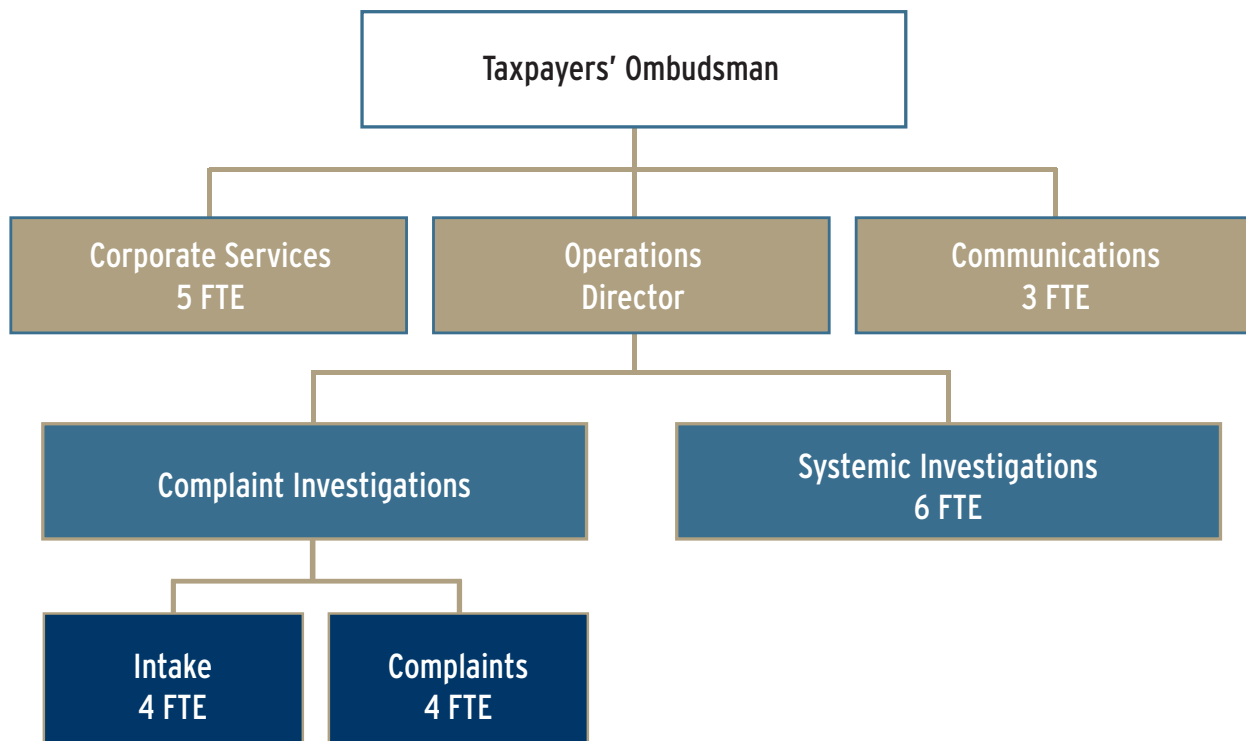 Taxpayers’ Ombudsman
Corporate Services
5 FTE
Operations
Director
Communications
3 FTE
Complaint Investigations
Systemic Investigations
6 FTE
Intake
4 FTE
Complaints
4 FTE